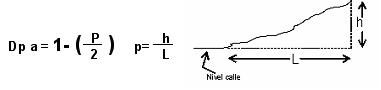 Dp a = 1- ( P / 2 ) p= h / L
h
L
Nivel calle